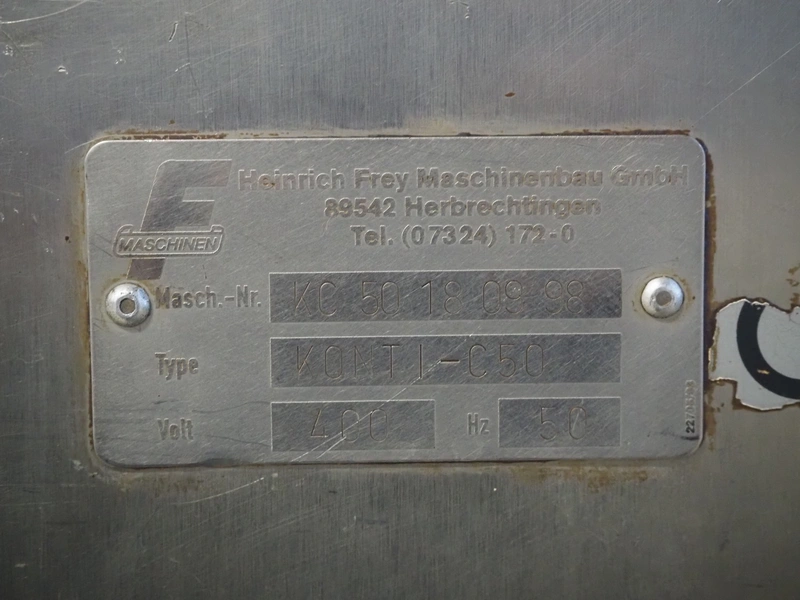 Heinrich Frey Maschinenbau GmbH
89542 Herbrechtingen
Tel. (07324) 172-0
F
MASCHINEN
Masch.-Nr. KC 50 18 09 98
Type KONTI-C50
Volt 400 Hz 50